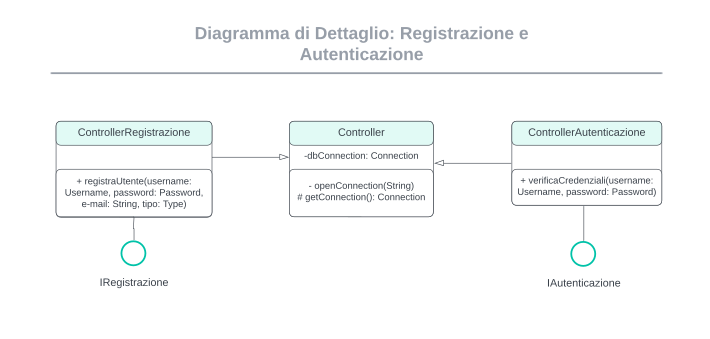 Diagramma di Dettaglio: Registrazione e
Autenticazione
ControllerRegistrazione
+ registraUtente(username:
Username, password: Password,
e-mail: String, tipo: Type)
IRegistrazione
Controller
-dbConnection: Connection
- openConnection(String)
# getConnection(): Connection
ControllerAutenticazione
+ verificaCredenziali(username:
Username, password: Password)
IAutenticazione